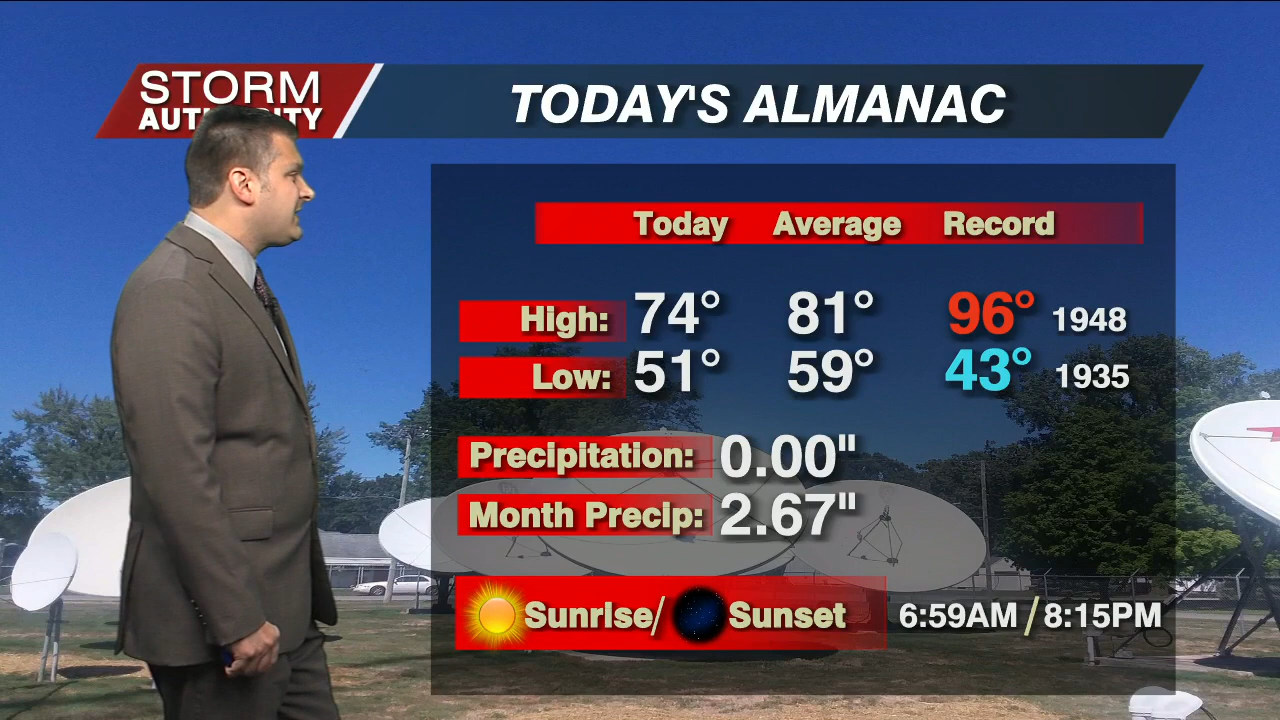 STORM
TODAY'S ALMANAC
Today Average Record
High: 74° 81° 96° 1948
Low: 51° 59° 43° 1935
Precipitation: 0.00"
Month Precip: 2.67"
Sunrise/ Sunset 6:59AM / 8:15PM